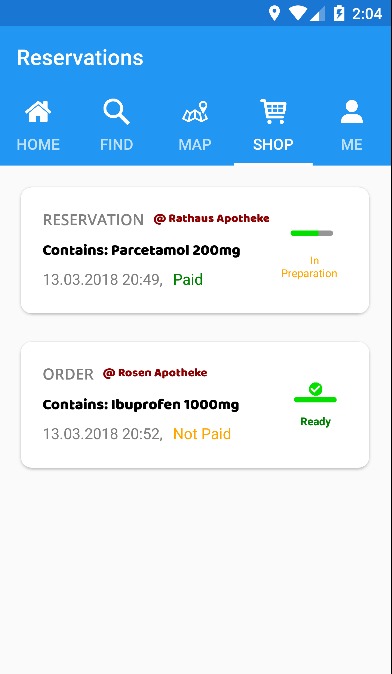 2:04
Reservations
HOME FIND MAP SHOP ME
RESERVATION @ Rathaus Apotheke
Contains: Parcetamol 200mg
13.03.2018 20:49, Paid
In
Preparation
ORDER @ Rosen Apotheke
Contains: Ibuprofen 1000mg
13.03.2018 20:52, Not Paid
Ready